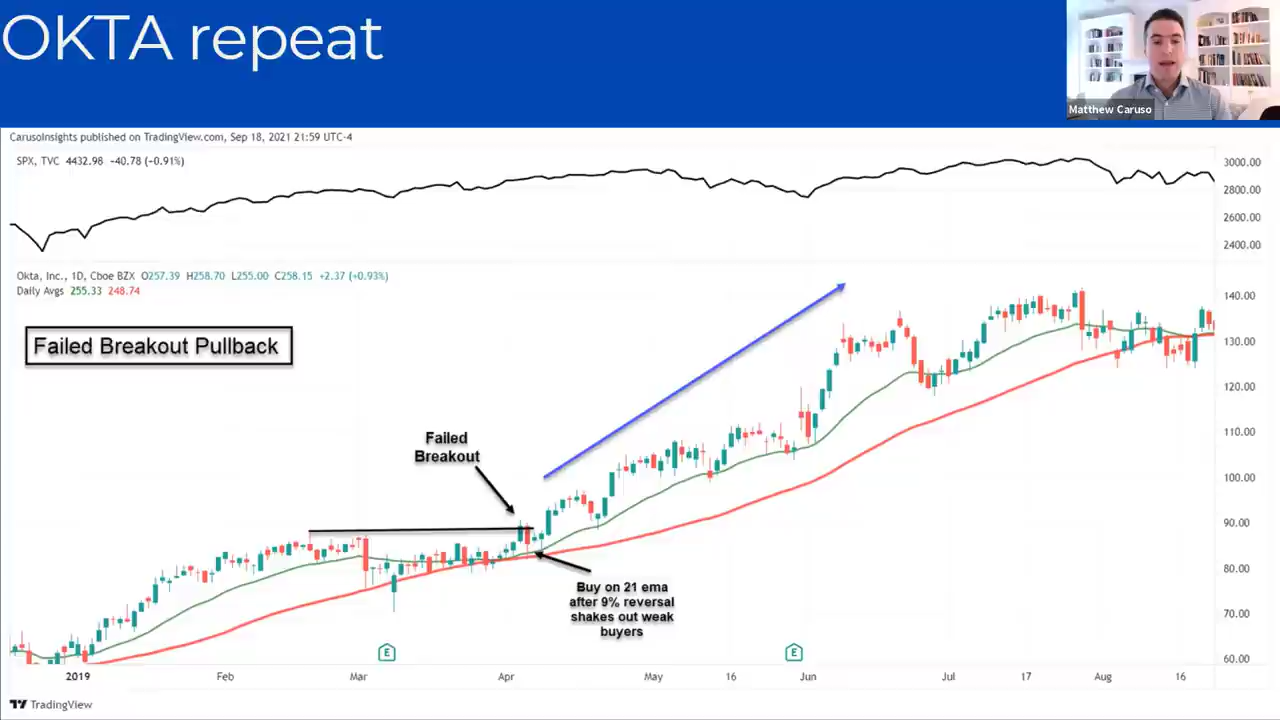 OKTA repeat
Matthew Caruso
CarusoInsights published on TradingView.com, Sep 18, 2021 21:59 UTC-4
SPX, TVC 4432.98 -40.78 (-0.91%)
3000.00
2800.00
2600.00
2400.00
Okta, Inc., 1D, Cboe BZX O257.39 H258.70 L255.00 C258.15 +2.37 (+0.93%)
Daily Avgs 255.33 248.74
140.00
130.00
120.00
110.00
100.00
90.00
80.00
70.00
60.00
Failed Breakout Pullback
Failed
Breakout
Buy on 21 ema
after 9% reversal
shakes out weak
buyers
E
E
2019 Feb Mar Apr May 16 Jun Jul 17 Aug 16
TradingView